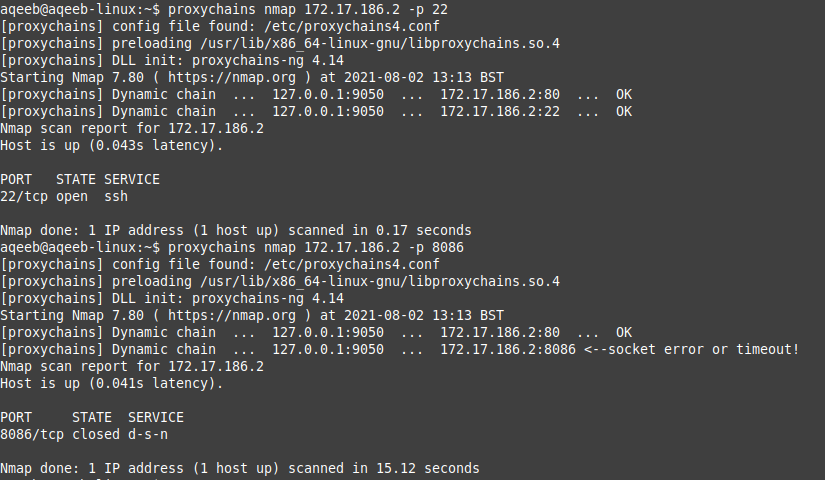 aqeeb@aqeeb-linux:~$ proxychains nmap 172.17.186.2 -p 22
[proxychains] config file found: /etc/proxychains4.conf
[proxychains] preloading /usr/lib/x86_64-linux-gnu/libproxychains.so.4
[proxychains] DLL init: proxychains-ng 4.14
Starting Nmap 7.80 ( https://nmap.org ) at 2021-08-02 13:13 BST
[proxychains] Dynamic chain  ...  127.0.0.1:9050  ...  172.17.186.2:80  ...  OK
[proxychains] Dynamic chain  ...  127.0.0.1:9050  ...  172.17.186.2:22  ...  OK
Nmap scan report for 172.17.186.2
Host is up (0.043s latency).

PORT   STATE SERVICE
22/tcp open  ssh

Nmap done: 1 IP address (1 host up) scanned in 0.17 seconds
aqeeb@aqeeb-linux:~$ proxychains nmap 172.17.186.2 -p 8086
[proxychains] config file found: /etc/proxychains4.conf
[proxychains] preloading /usr/lib/x86_64-linux-gnu/libproxychains.so.4
[proxychains] DLL init: proxychains-ng 4.14
Starting Nmap 7.80 ( https://nmap.org ) at 2021-08-02 13:13 BST
[proxychains] Dynamic chain  ...  127.0.0.1:9050  ...  172.17.186.2:80  ...  OK
[proxychains] Dynamic chain  ...  127.0.0.1:9050  ...  172.17.186.2:8086 <--socket error or timeout!
Nmap scan report for 172.17.186.2
Host is up (0.041s latency).

PORT     STATE  SERVICE
8086/tcp closed d-s-n

Nmap done: 1 IP address (1 host up) scanned in 15.12 seconds